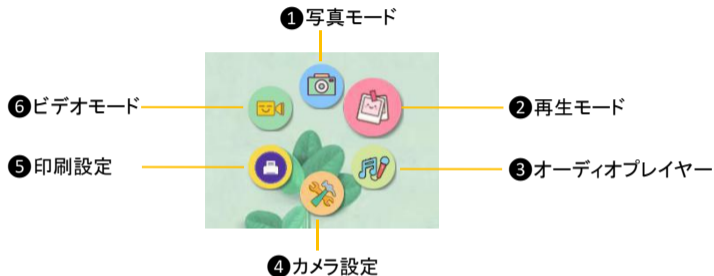 ❶写真モード
❷再生モード
❸オーディオプレイヤー
❹カメラ設定
❺印刷設定
❻ビデオモード